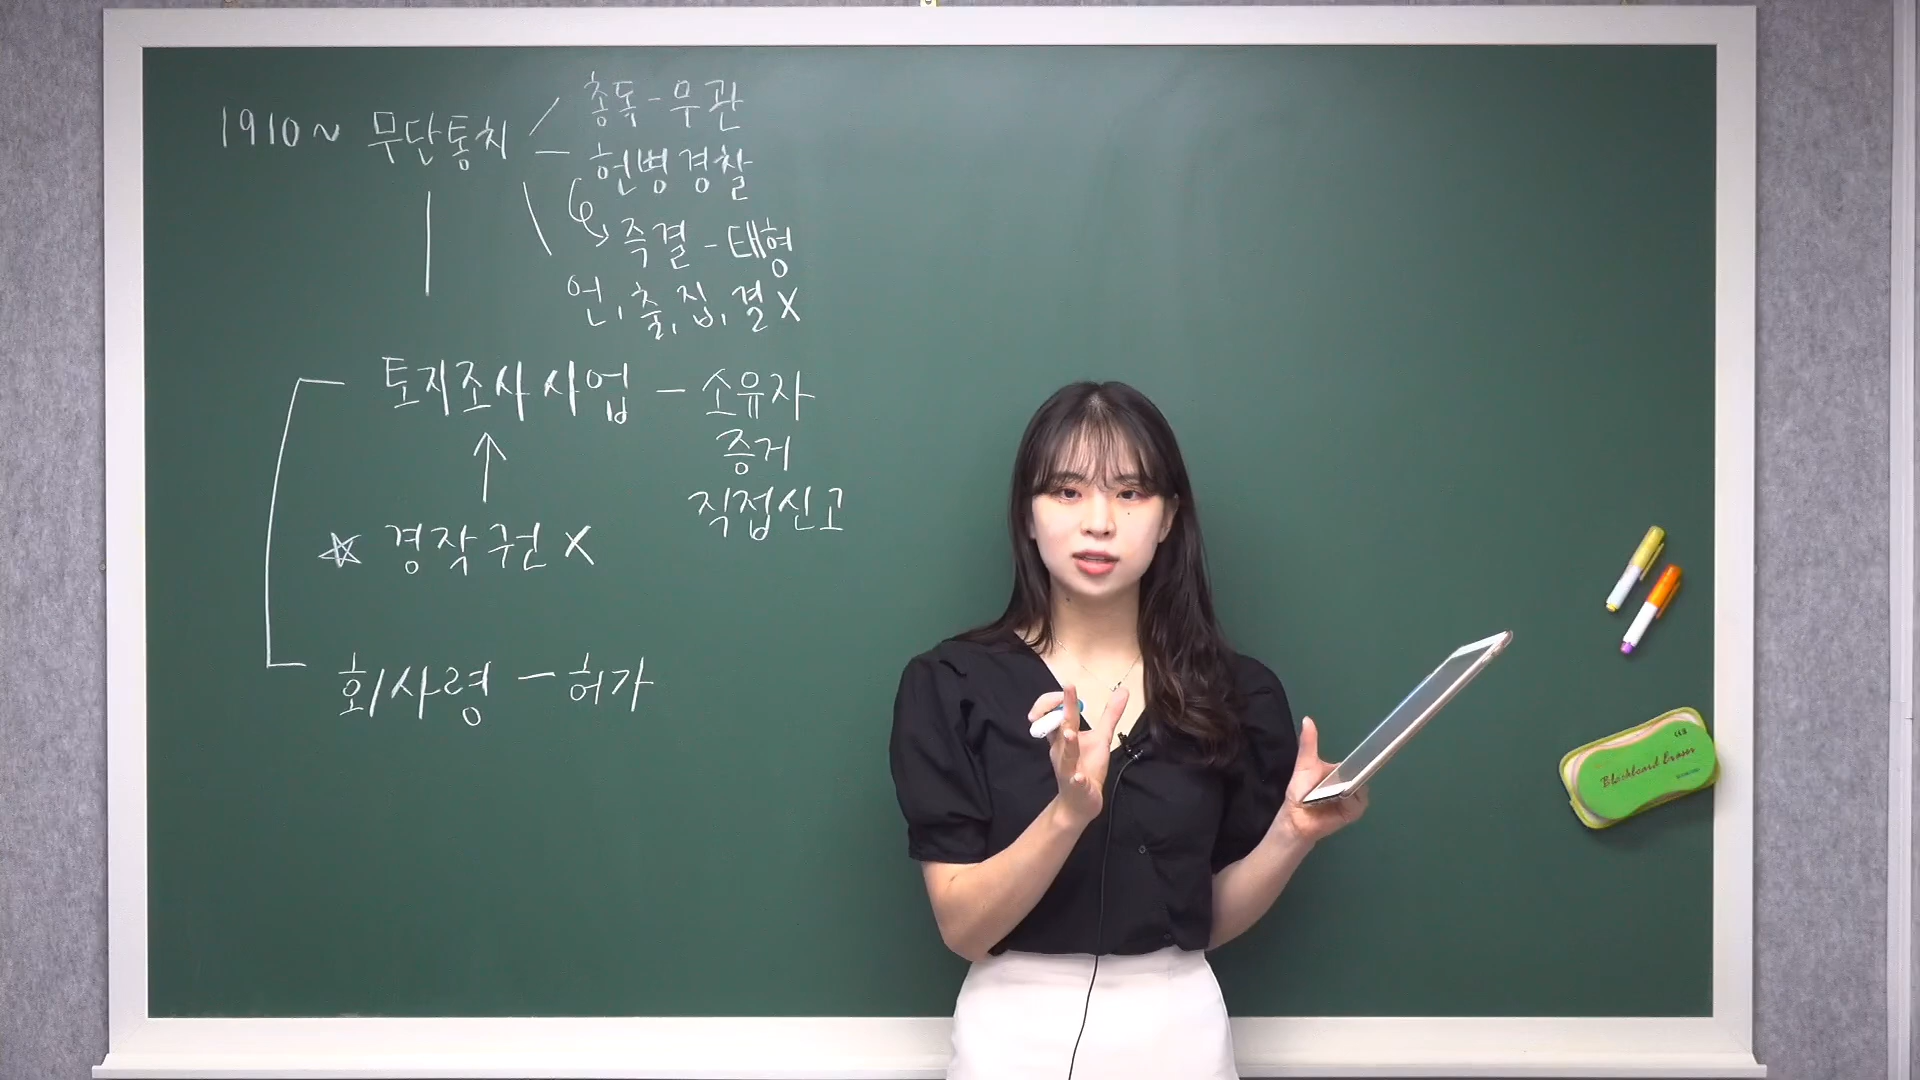 1910~ 무단통치
총독-무관
헌병경찰
즉결-태형
언, 출, 집, 결 X
토지조사사업 - 소유자
증거
직접신고
☆ 경작권 X
회사령 - 허가
Blackboard Eraser